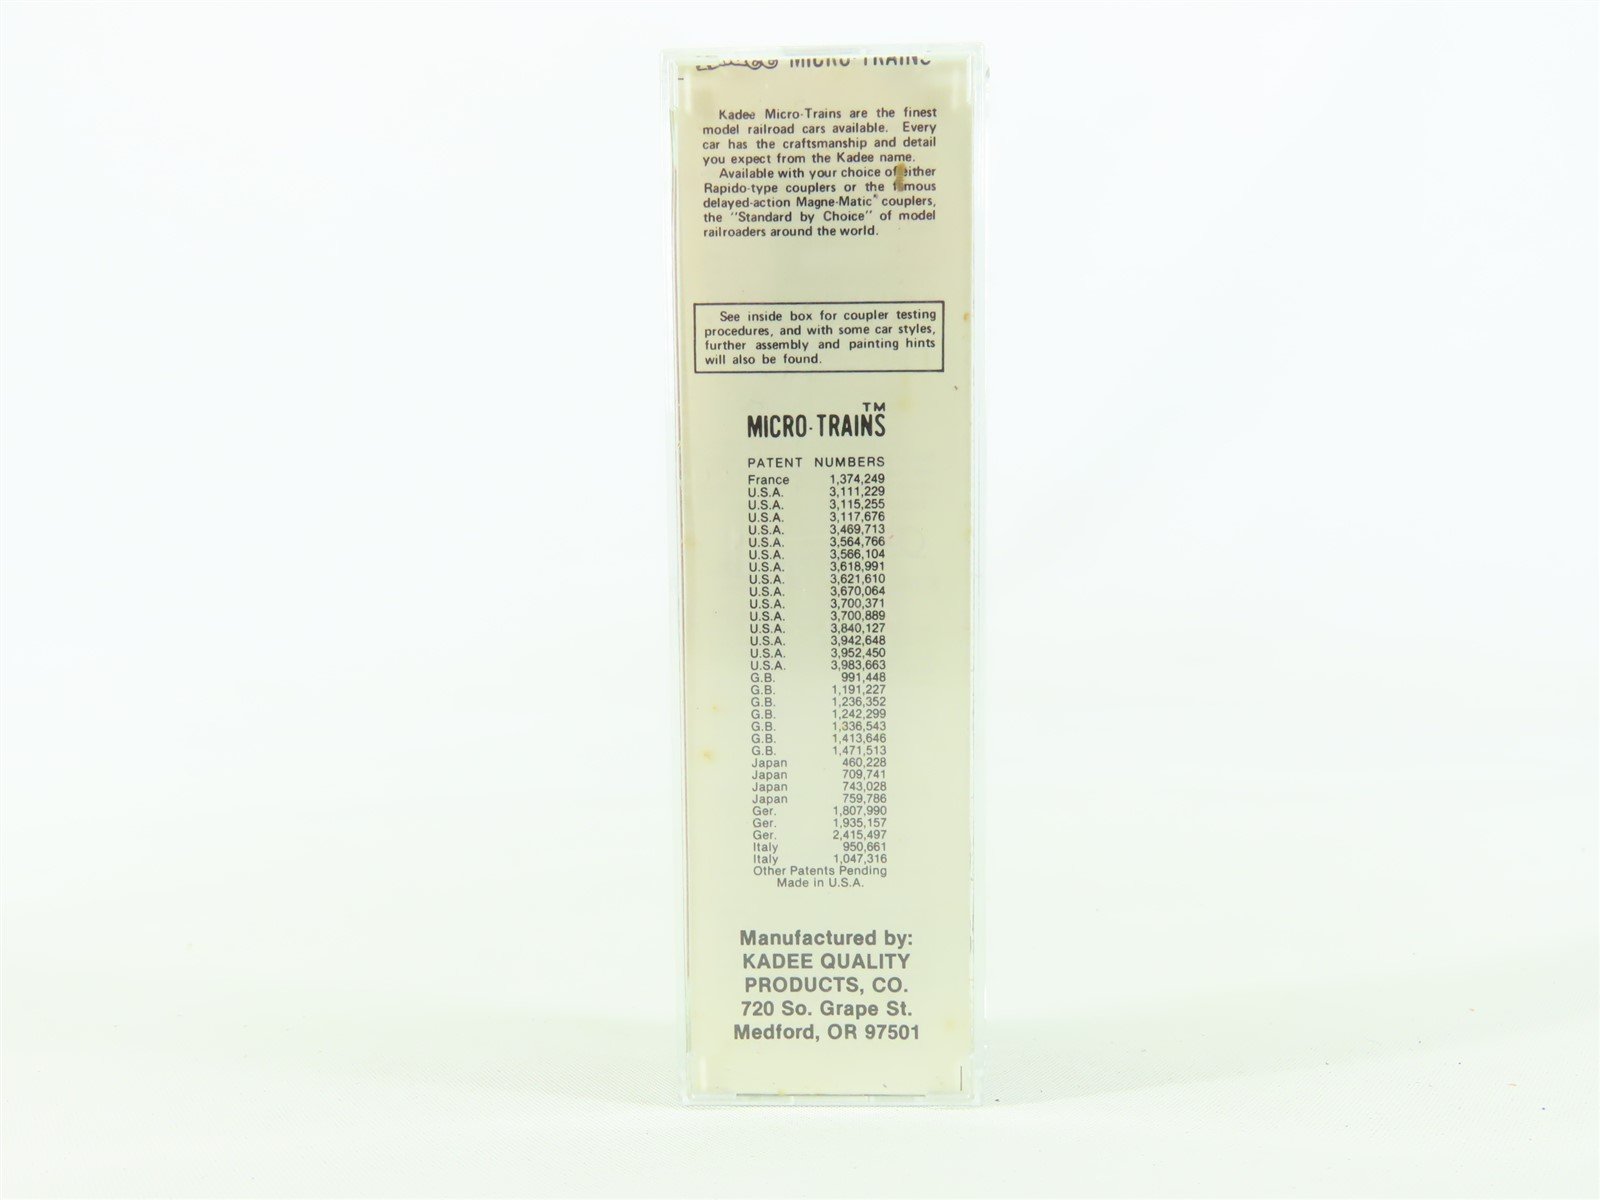 Kadee MICRO-TRAINS
Kadee Micro-Trains are the finest
model railroad cars available. Every
car has the craftsmanship and detail
you expect from the Kadee name.
Available with your choice of either
Rapido-type couplers or the famous
delayed-action Magne-Matic® couplers,
the "Standard by Choice" of model
railroaders around the world.
See inside box for coupler testing
procedures, and with some car styles,
further assembly and painting hints
will also be found.
MICRO-TRAINS™
PATENT NUMBERS
France 1,374,249
U.S.A. 3,111,229
U.S.A. 3,115,255
U.S.A. 3,117,676
U.S.A. 3,469,713
U.S.A. 3,564,766
U.S.A. 3,566,104
U.S.A. 3,618,991
U.S.A. 3,621,610
U.S.A. 3,670,064
U.S.A. 3,700,371
U.S.A. 3,700,889
U.S.A. 3,840,127
U.S.A. 3,942,648
U.S.A. 3,952,450
U.S.A. 3,983,663
G.B. 991,448
G.B. 1,191,227
G.B. 1,236,352
G.B. 1,242,299
G.B. 1,336,543
G.B. 1,413,646
G.B. 1,471,513
Japan 460,228
Japan 709,741
Japan 743,028
Japan 759,786
Ger. 1,807,990
Ger. 1,935,157
Ger. 2,415,497
Italy 950,661
Italy 1,047,316
Other Patents Pending
Made in U.S.A.
Manufactured by:
KADEE QUALITY
PRODUCTS, CO.
720 So. Grape St.
Medford, OR 97501